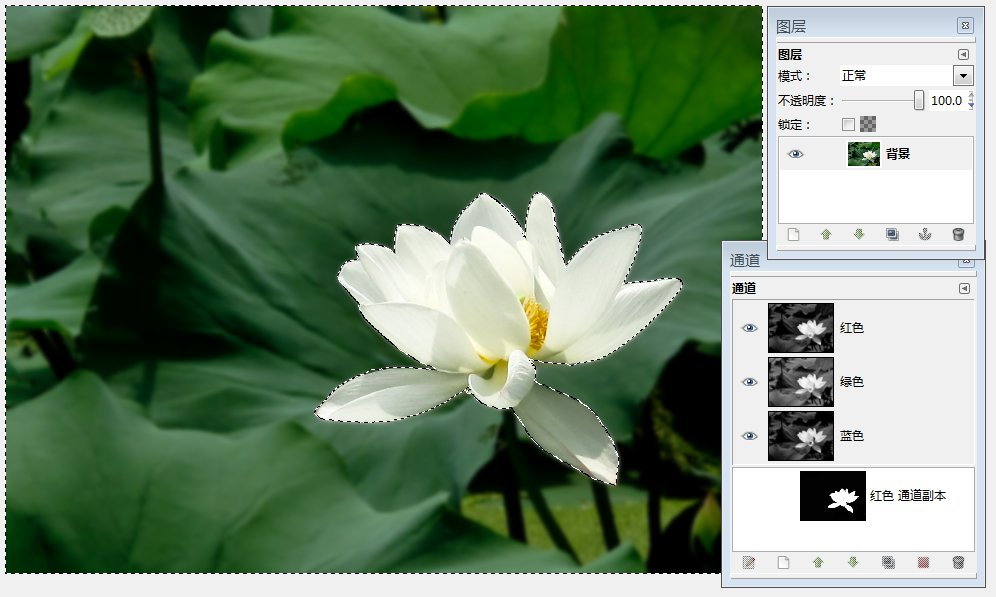 图层
图层
模式：
正常
不透明度：
100.0
锁定：
背景
通道
通道
红色
绿色
蓝色
红色 通道副本